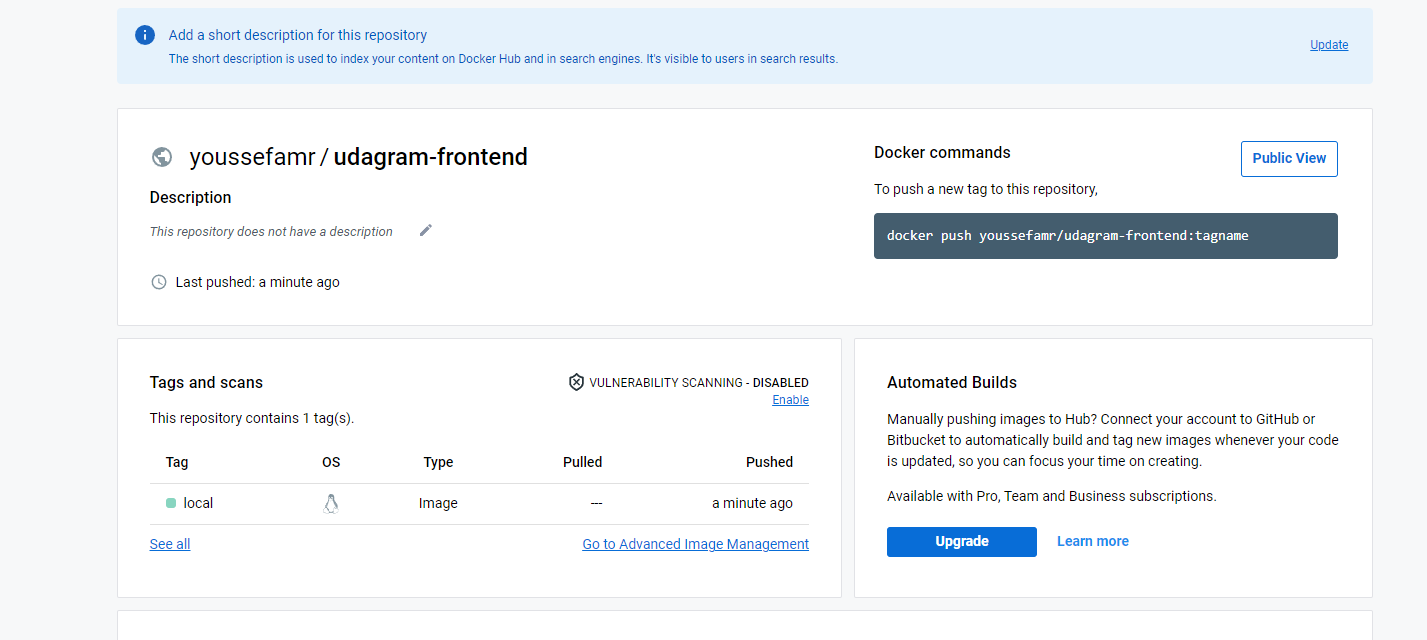 Add a short description for this repository
The short description is used to index your content on Docker Hub and in search engines. It's visible to users in search results.
Update
youssefamr / udagram-frontend
Description
This repository does not have a description
Last pushed: a minute ago
Docker commands
Public View
To push a new tag to this repository,
docker push youssefamr/udagram-frontend:tagname
Tags and scans
VULNERABILITY SCANNING - DISABLED
Enable
This repository contains 1 tag(s).
Tag OS Type Pulled Pushed
local Image --- a minute ago
See all
Go to Advanced Image Management
Automated Builds
Manually pushing images to Hub? Connect your account to GitHub or
Bitbucket to automatically build and tag new images whenever your code
is updated, so you can focus your time on creating.
Available with Pro, Team and Business subscriptions.
Upgrade
Learn more